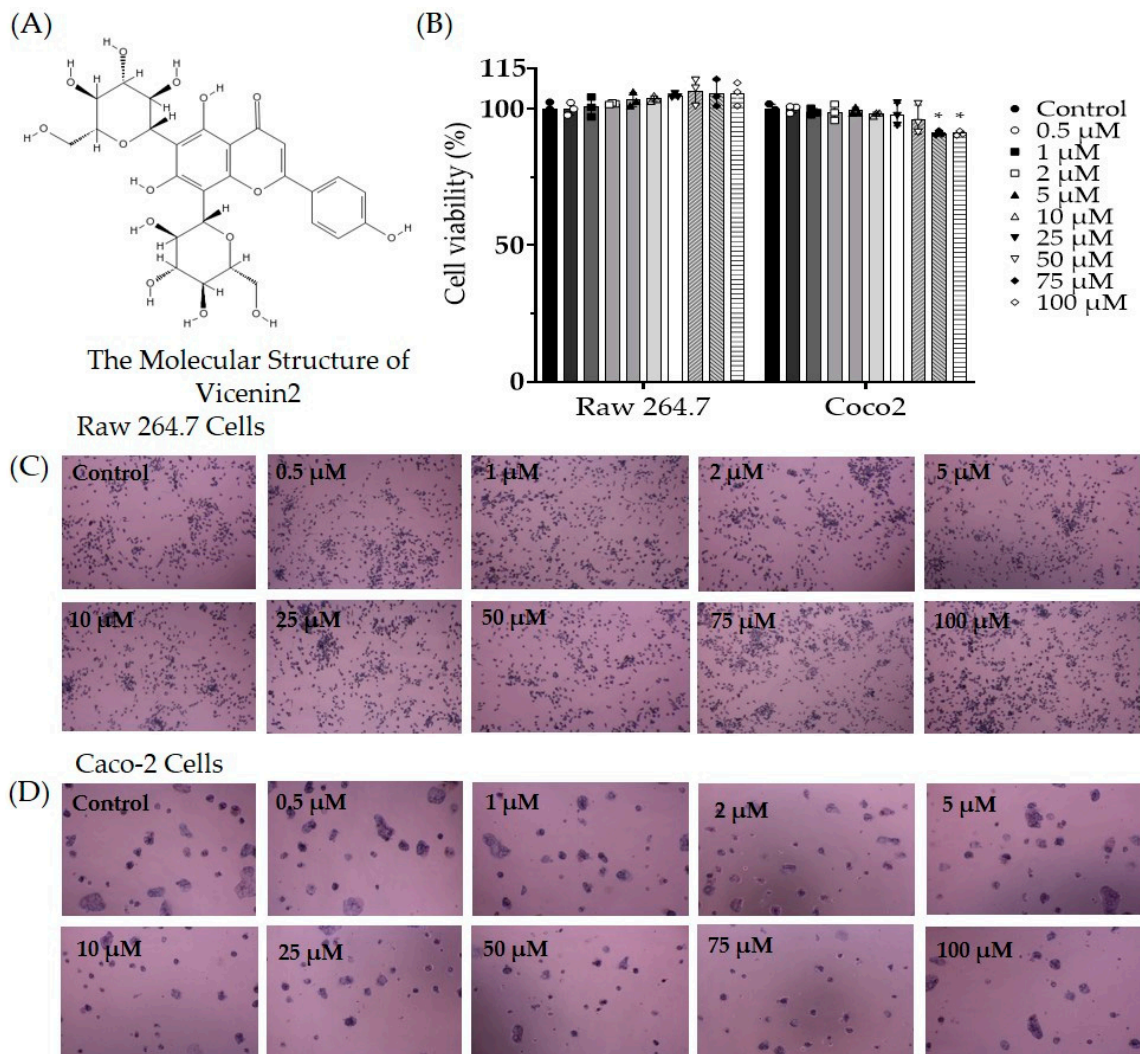 (A)
H
H
O
H
H
O
H
O
H
O
H
H
O
H
O
O
H
H
O
O
H
H
O
O
H
H
O
H
O
H
O
H
O
H
H
O
H
O
H
The Molecular Structure of
Vicenin2
(B)
Cell viability (%)
115
100
50
0
* *
Raw 264.7 Coco2
Control
0.5 µM
1 µM
2 µM
5 µM
10 µM
25 µM
50 µM
75 µM
100 µM
Raw 264.7 Cells
(C)
Control 0.5 µM 1 µM 2 µM 5 µM
10 µM 25 µM 50 µM 75 µM 100 µM
Caco-2 Cells
(D)
Control 0.5 µM 1 µM 2 µM 5 µM
10 µM 25 µM 50 µM 75 µM 100 µM